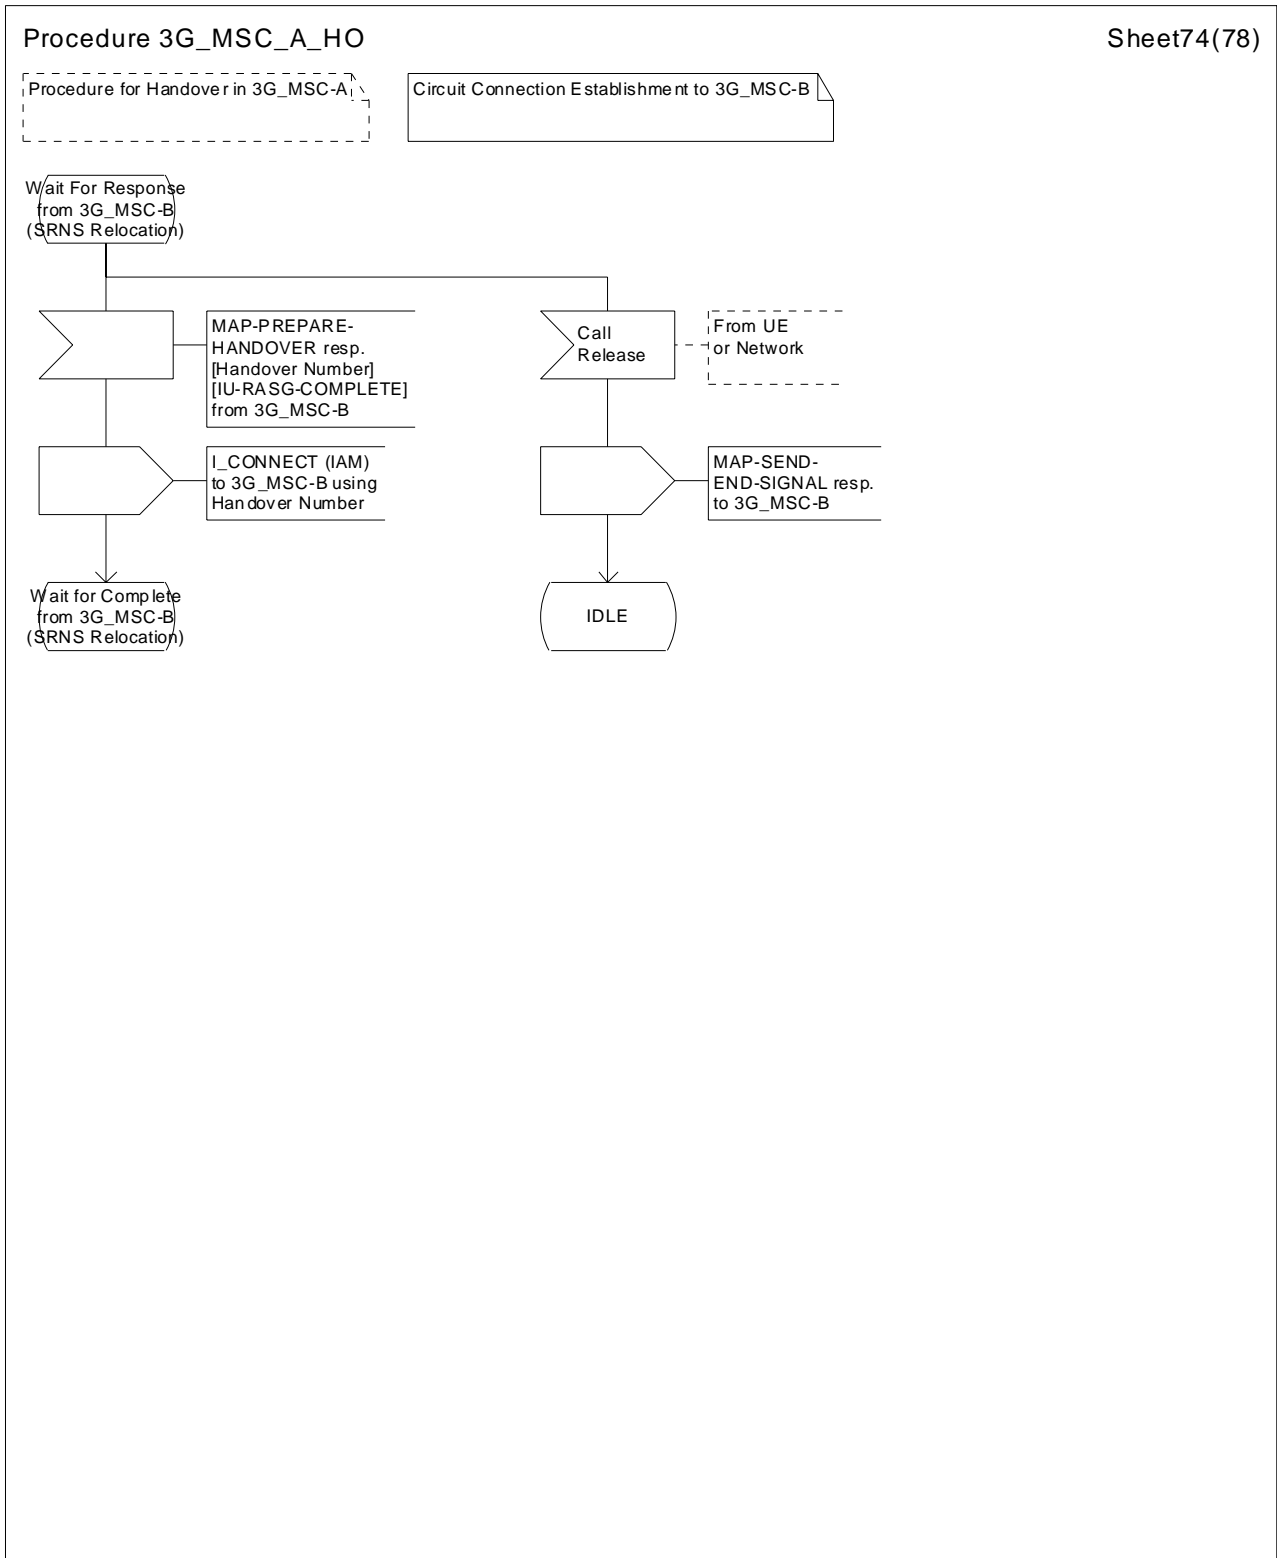 Procedure 3G_MSC_A_HO
Sheet74(78)
Procedure for Handover in 3G_MSC-A
Circuit Connection Establishment to 3G_MSC-B
Wait For Response
from 3G_MSC-B
(SRNS Relocation)
MAP-PREPARE-
HANDOVER resp.
[Handover Number]
[IU-RASG-COMPLETE]
from 3G_MSC-B
Call
Release
From UE
or Network
I_CONNECT (IAM)
to 3G_MSC-B using
Handover Number
MAP-SEND-
END-SIGNAL resp.
to 3G_MSC-B
Wait for Complete
from 3G_MSC-B
(SRNS Relocation)
IDLE